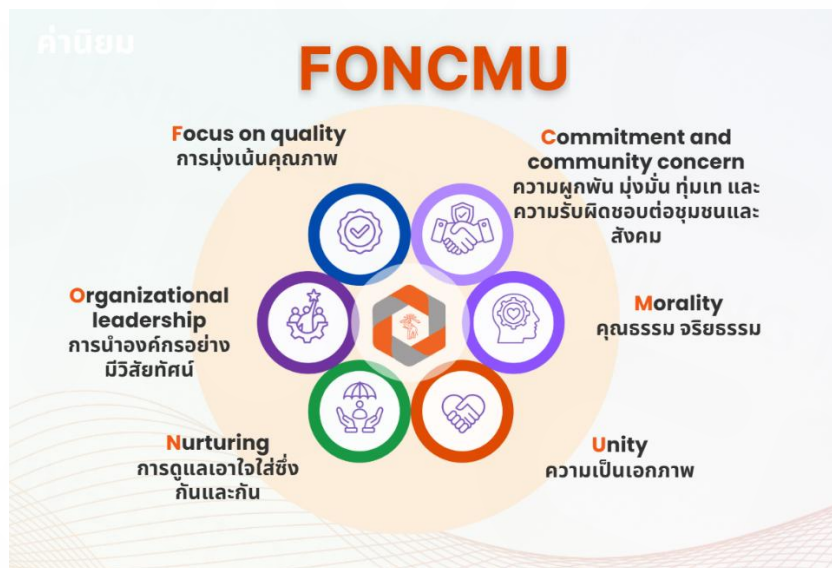 ค่านิยม
FONCMU
Focus on quality
การมุ่งเน้นคุณภาพ
Organizational
leadership
การนำองค์กรอย่าง
มีวิสัยทัศน์
Nurturing
การดูแลเอาใจใส่ซึ่ง
กันและกัน
Commitment and
community concern
ความผูกพัน มุ่งมั่น ทุ่มเท และ
ความรับผิดชอบต่อชุมชนและ
สังคม
Morality
คุณธรรม จริยธรรม
Unity
ความเป็นเอกภาพ